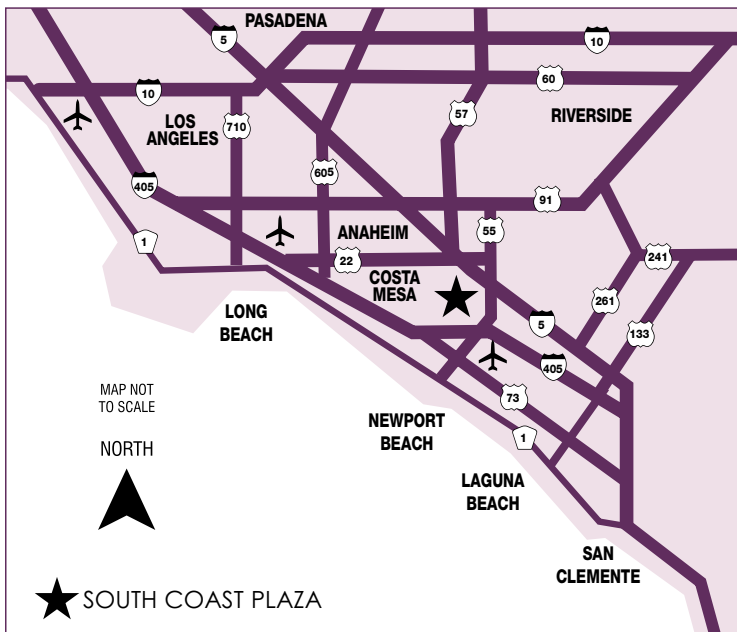 PASADENA
5
10
10
60
710
57
LOS
ANGELES
RIVERSIDE
605
405
91
1
ANAHEIM
55
22
241
COSTA
MESA
261
LONG
BEACH
5
133
405
MAP NOT
TO SCALE
73
NEWPORT
BEACH
1
NORTH
LAGUNA
BEACH
SAN
CLEMENTE
SOUTH COAST PLAZA